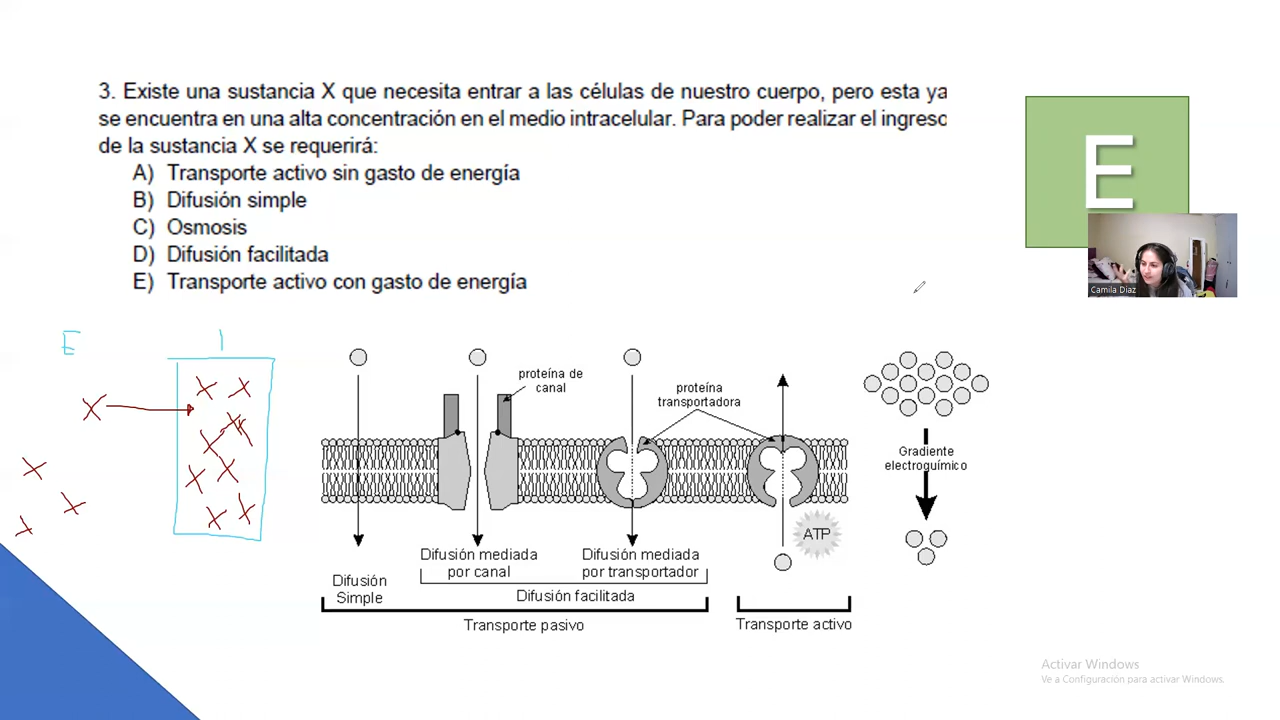 3. Existe una sustancia X que necesita entrar a las células de nuestro cuerpo, pero esta ya
se encuentra en una alta concentración en el medio intracelular. Para poder realizar el ingreso
de la sustancia X se requerirá:
A) Transporte activo sin gasto de energía
B) Difusión simple
C) Osmosis
D) Difusión facilitada
E) Transporte activo con gasto de energía
E
Camila Diaz
E
I
X X
X
X
X
X X
X X
X
X
X
proteína de
canal
proteína
transportadora
Gradiente
electroquímico
ATP
Difusión
Simple
Difusión mediada
por canal
Difusión mediada
por transportador
Difusión facilitada
Transporte pasivo
Transporte activo
Activar Windows
Ve a Configuración para activar Windows.